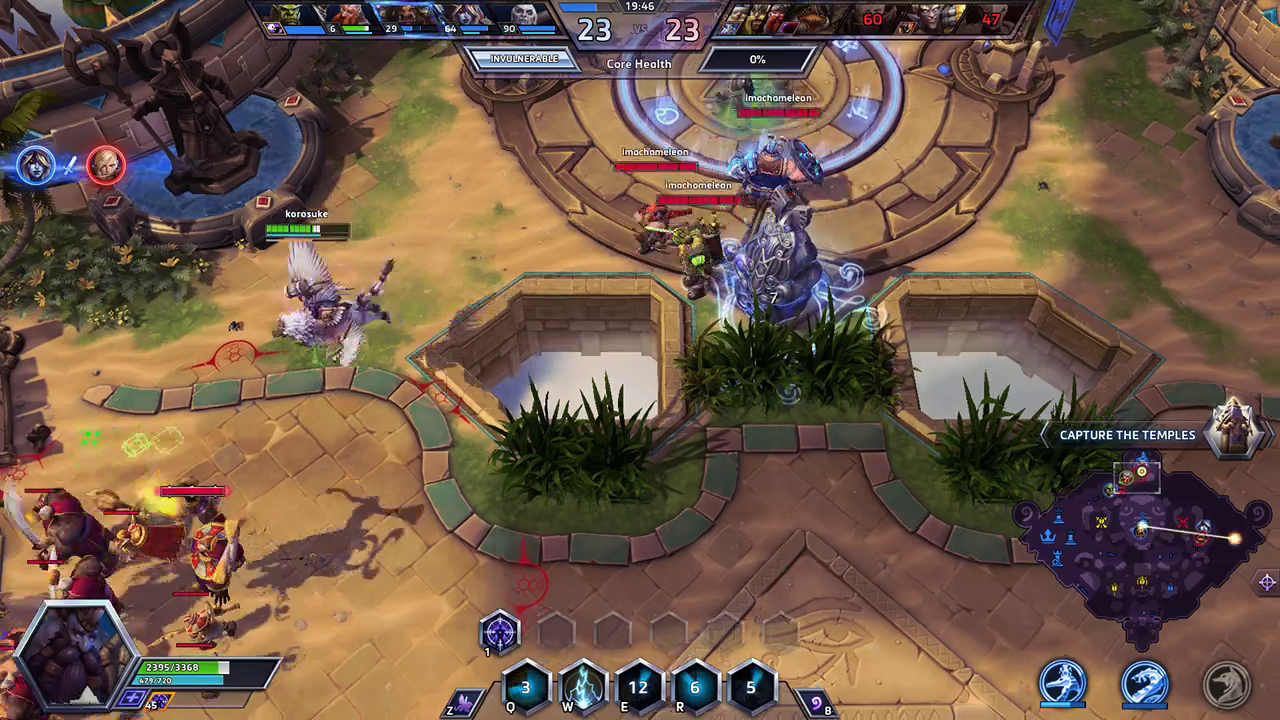 19:46
6
29
64
90
23 VS 23
60
47
INVULNERABLE
Core Health
0%
imachameleon
imachameleon
imachameleon
korosuke
7
CAPTURE THE TEMPLES
1
2395/3368
479/720
45
3
12
6
5
Z
Q
W
E
R
B